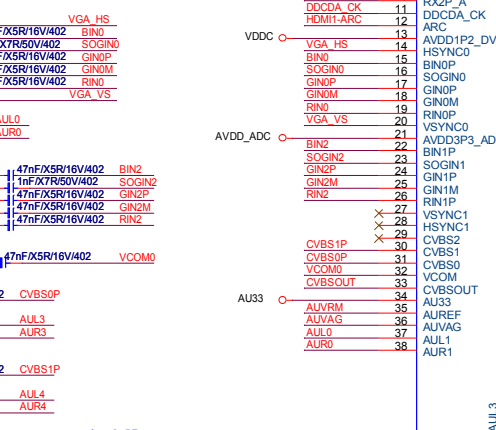 RX2P_A
DDCDA_CK 11 DDCDA_CK
HDMI1-ARC 12 ARC
VDDC 13 AVDD1P2_DV
VGA_HS 14 HSYNC0
BIN0 15 BIN0P
SOGIN0 16 SOGIN0
GIN0P 17 GIN0P
GIN0M 18 GIN0M
RIN0 19 RIN0P
VGA_VS 20 VSYNC0
AVDD_ADC 21 AVDD3P3_AD
BIN2 22 BIN1P
SOGIN2 23 SOGIN1
GIN2P 24 GIN1P
GIN2M 25 GIN1M
RIN2 26 RIN1P
27 VSYNC1
28 HSYNC1
29 CVBS2
CVBS1P 30 CVBS1
CVBS0P 31 CVBS0
VCOM0 32 VCOM
CVBSOUT 33 CVBSOUT
AU33 34 AU33
AUVRM 35 AUREF
AUVAG 36 AUVAG
AUL0 37 AUL1
AUR0 38 AUR1
VGA_HS
F/X5R/16V/402 BIN0
X7R/50V/402 SOGIN0
F/X5R/16V/402 GIN0P
F/X5R/16V/402 GIN0M
F/X5R/16V/402 RIN0
VGA_VS
AUL0
AUR0
47nF/X5R/16V/402 BIN2
1nF/X7R/50V/402 SOGIN2
47nF/X5R/16V/402 GIN2P
47nF/X5R/16V/402 GIN2M
47nF/X5R/16V/402 RIN2
47nF/X5R/16V/402 VCOM0
2 CVBS0P
AUL3
AUR3
2 CVBS1P
AUL4
AUR4
AUL3